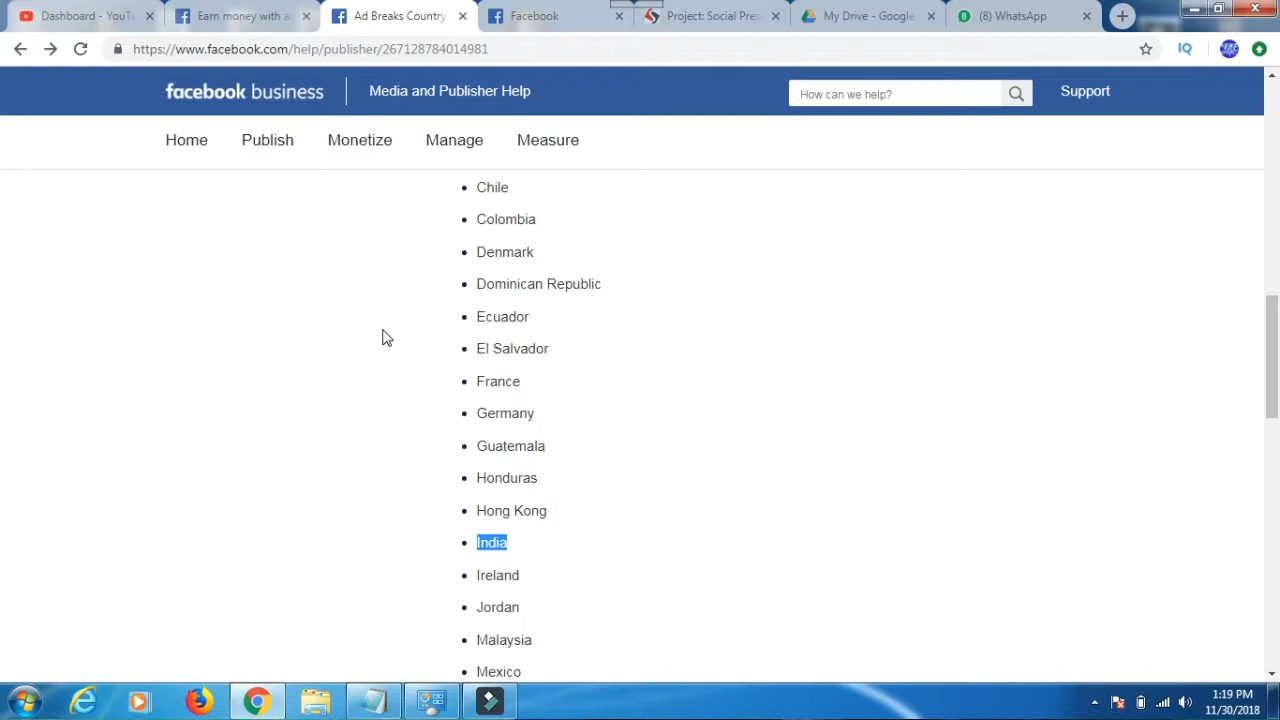 Dashboard - YouTu
Earn money with a
Ad Breaks Country
Facebook
Project: Social Pres
My Drive - Google
(8) WhatsApp
https://www.facebook.com/help/publisher/267128784014981
facebook business
Media and Publisher Help
How can we help?
Support
Home
Publish
Monetize
Manage
Measure
• Chile
• Colombia
• Denmark
• Dominican Republic
• Ecuador
• El Salvador
• France
• Germany
• Guatemala
• Honduras
• Hong Kong
• India
• Ireland
• Jordan
• Malaysia
• Mexico
1:19 PM
11/30/2018